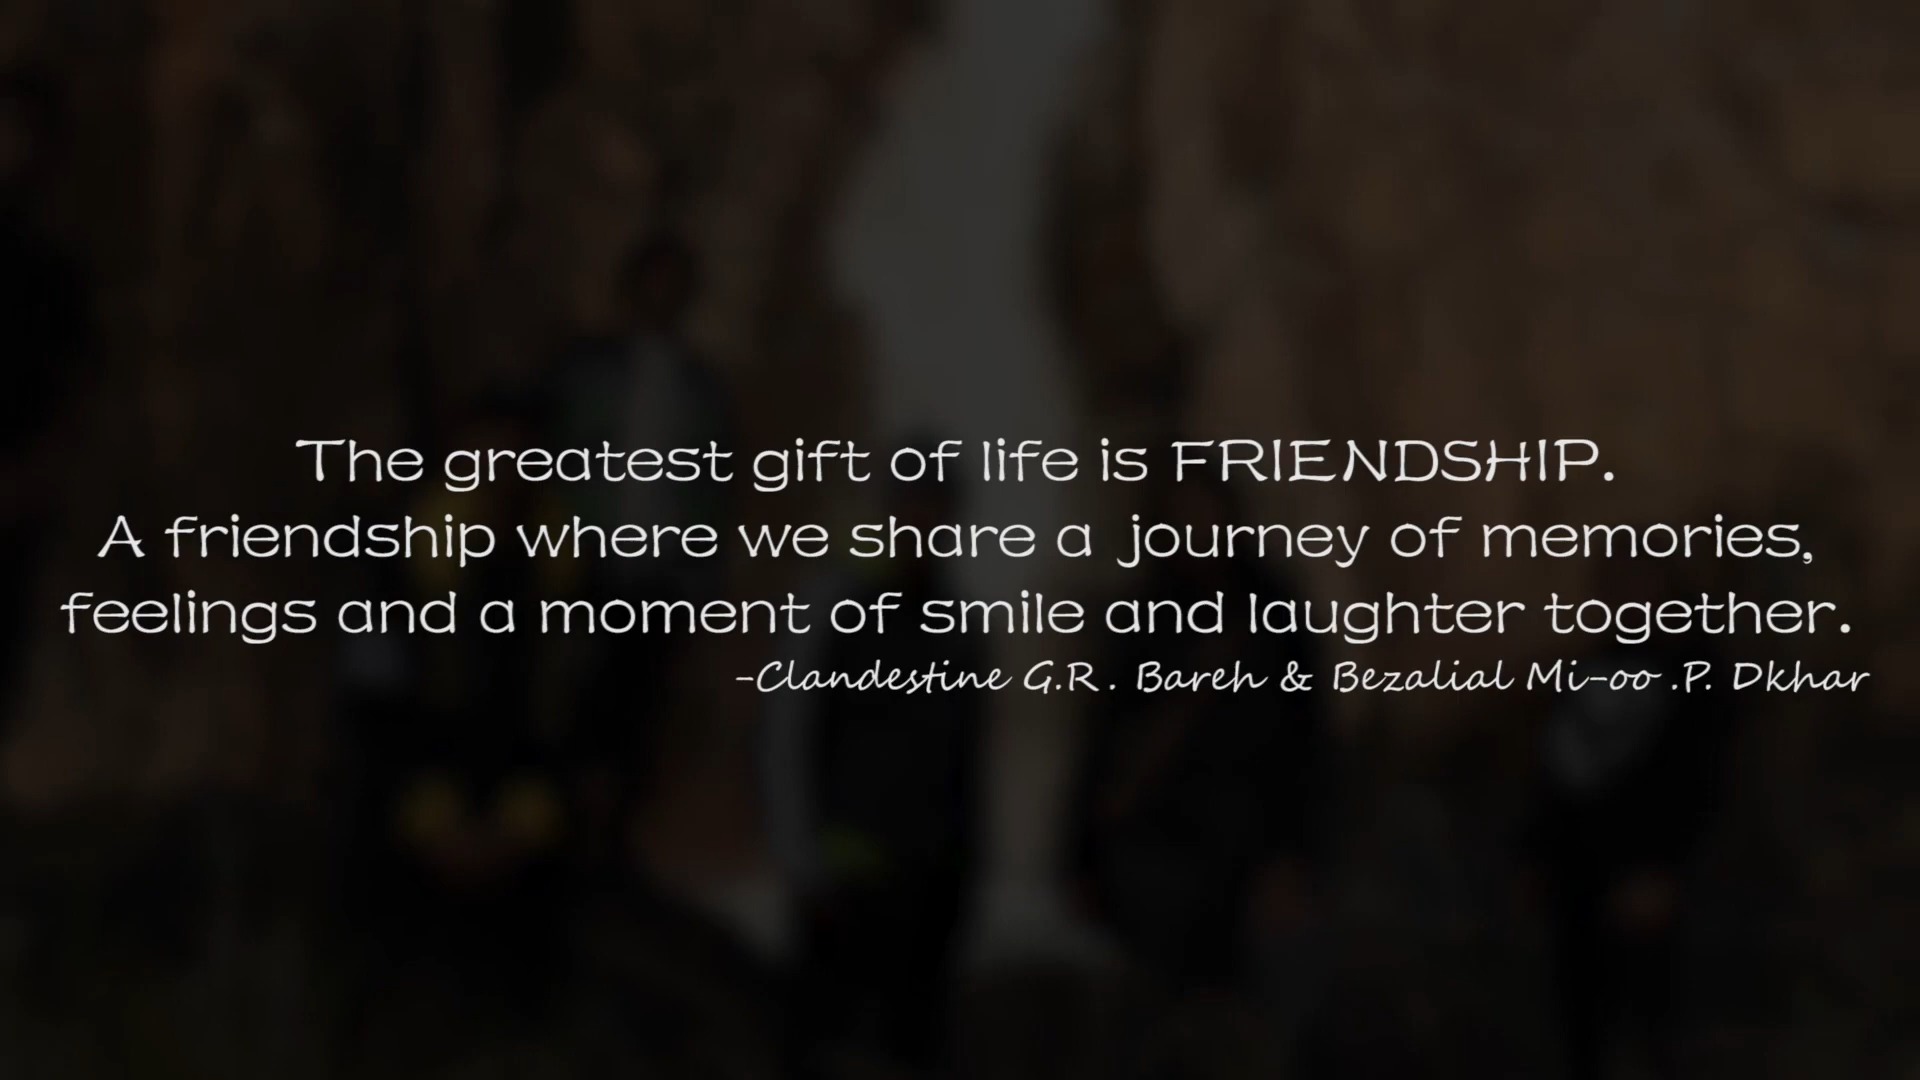 The greatest gift of life is FRIENDSHIP.
A friendship where we share a journey of memories,
feelings and a moment of smile and laughter together.
-Clandestine G.R. Bareh & Bezalial Mi-oo .P. Dkhar